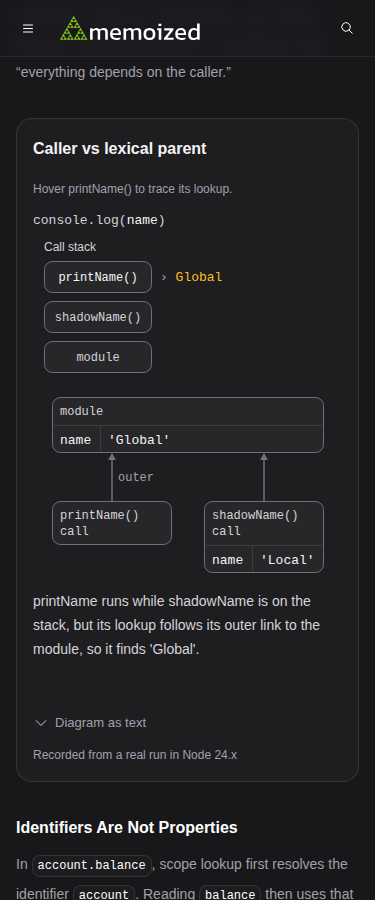 memoized
“everything depends on the caller.”
Caller vs lexical parent
Hover printName() to trace its lookup.
console.log(name)
Call stack
printName() › Global
shadowName()
module
module
name 'Global'
outer
printName()
call
shadowName()
call
name 'Local'
printName runs while shadowName is on the
stack, but its lookup follows its outer link to the
module, so it finds 'Global'.
Diagram as text
Recorded from a real run in Node 24.x
Identifiers Are Not Properties
In account.balance, scope lookup first resolves the
identifier account. Reading balance then uses that